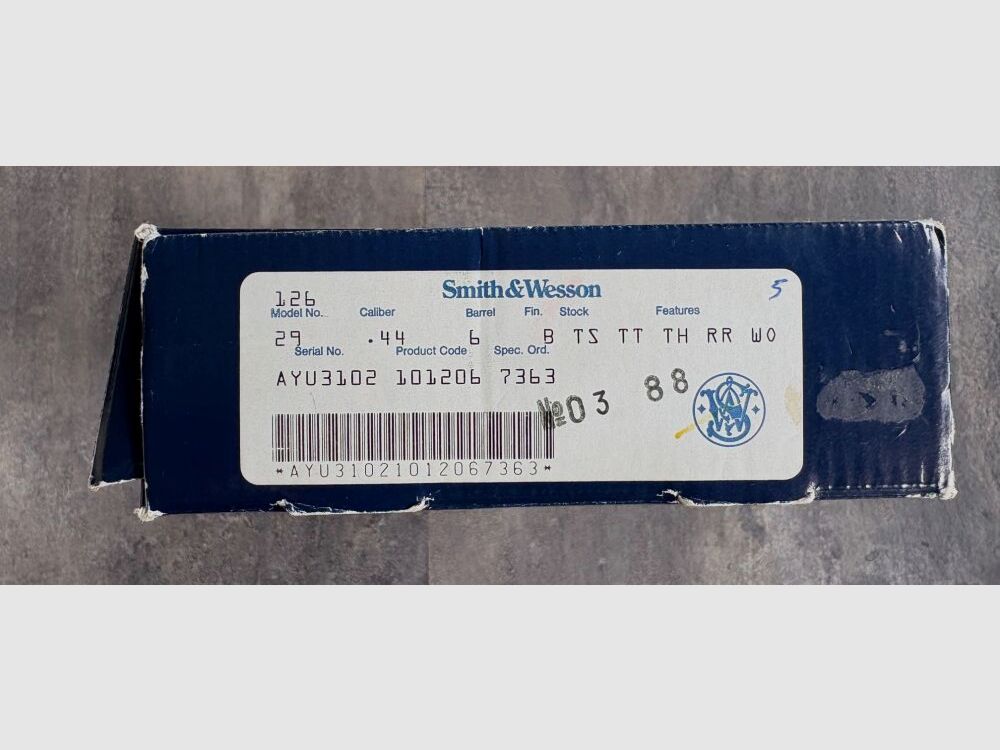 126
Smith&Wesson
5
Model No. Caliber Barrel Fin. Stock Features
29 .44 6 B TS TT TH RR WO
Serial No. Product Code Spec. Ord.
AYU3102 101206 7363
№03 88
*AYU31021012067363*